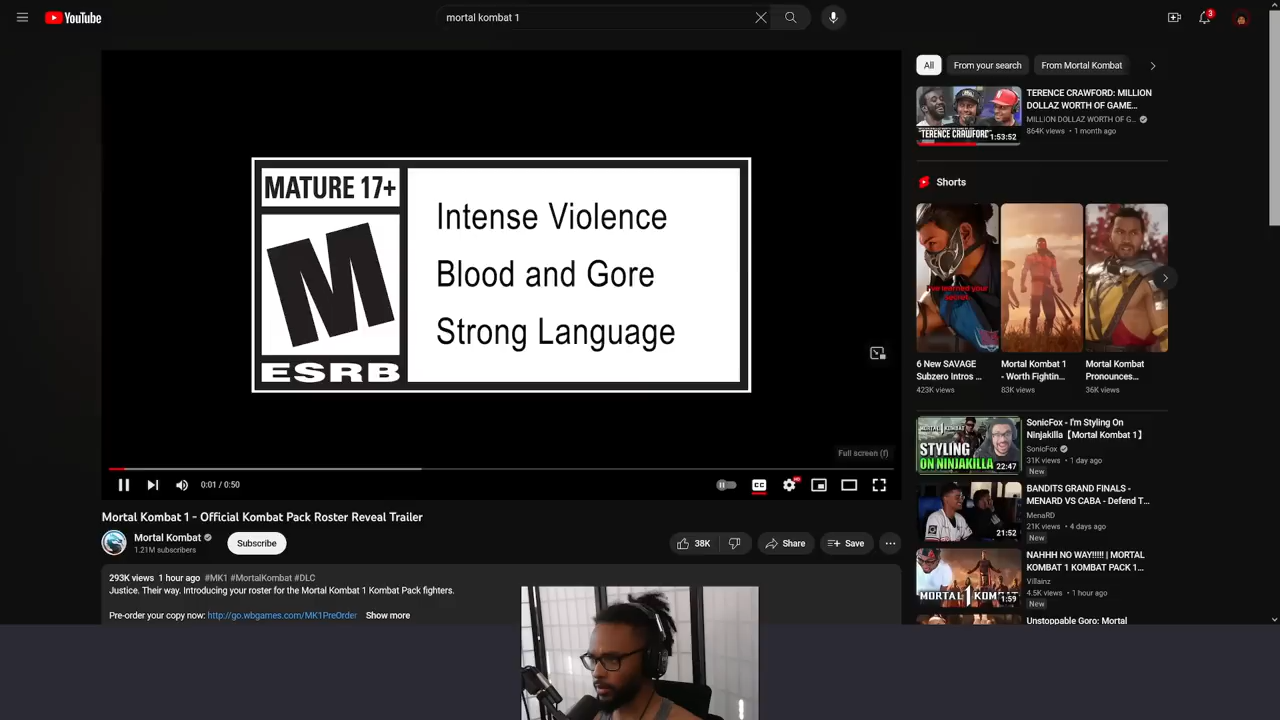 YouTube
mortal kombat 1
3
MATURE 17+
M
ESRB
Intense Violence
Blood and Gore
Strong Language
Full screen (f)
0:01 / 0:50
CC
Mortal Kombat 1 - Official Kombat Pack Roster Reveal Trailer
Mortal Kombat
1.21M subscribers
Subscribe
38K
Share
Save
293K views 1 hour ago #MK1 #MortalKombat #DLC
Justice. Their way. Introducing your roster for the Mortal Kombat 1 Kombat Pack fighters.
Pre-order your copy now: http://go.wbgames.com/MK1PreOrder Show more
All
From your search
From Mortal Kombat
TERENCE CRAWFORD
1:53:52
TERENCE CRAWFORD: MILLION
DOLLAZ WORTH OF GAME...
MILLION DOLLAZ WORTH OF G...
864K views • 1 month ago
Shorts
I've learned your
secret.
6 New SAVAGE
Subzero Intros ...
423K views
Mortal Kombat 1
- Worth Fightin...
83K views
Mortal Kombat
Pronounces...
36K views
STYLING
ON NINJAKILLA
22:47
SonicFox - I'm Styling On
Ninjakilla【Mortal Kombat 1】
SonicFox
31K views • 1 day ago
New
21:52
BANDITS GRAND FINALS -
MENARD VS CABA - Defend T...
MenaRD
21K views • 4 days ago
New
MORTAL KOMBAT
1:59
NAHHH NO WAY!!!!! | MORTAL
KOMBAT 1 KOMBAT PACK 1...
Villainz
4.5K views • 1 hour ago
New
Unstoppable Goro: Mortal